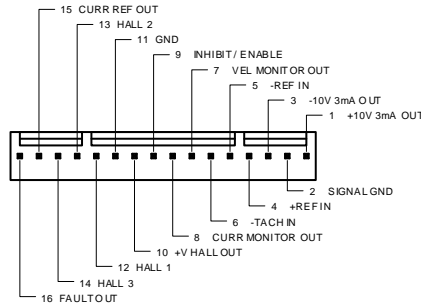 15 CURR REF OUT
13 HALL 2
11 GND
9 INHIBIT / ENABLE
7 VEL MONITOR OUT
5 -REF IN
3 -10V 3mA OUT
1 +10V 3mA OUT
2 SIGNAL GND
4 +REF IN
6 -TACH IN
8 CURR MONITOR OUT
10 +V HALL OUT
12 HALL 1
14 HALL 3
16 FAULT OUT